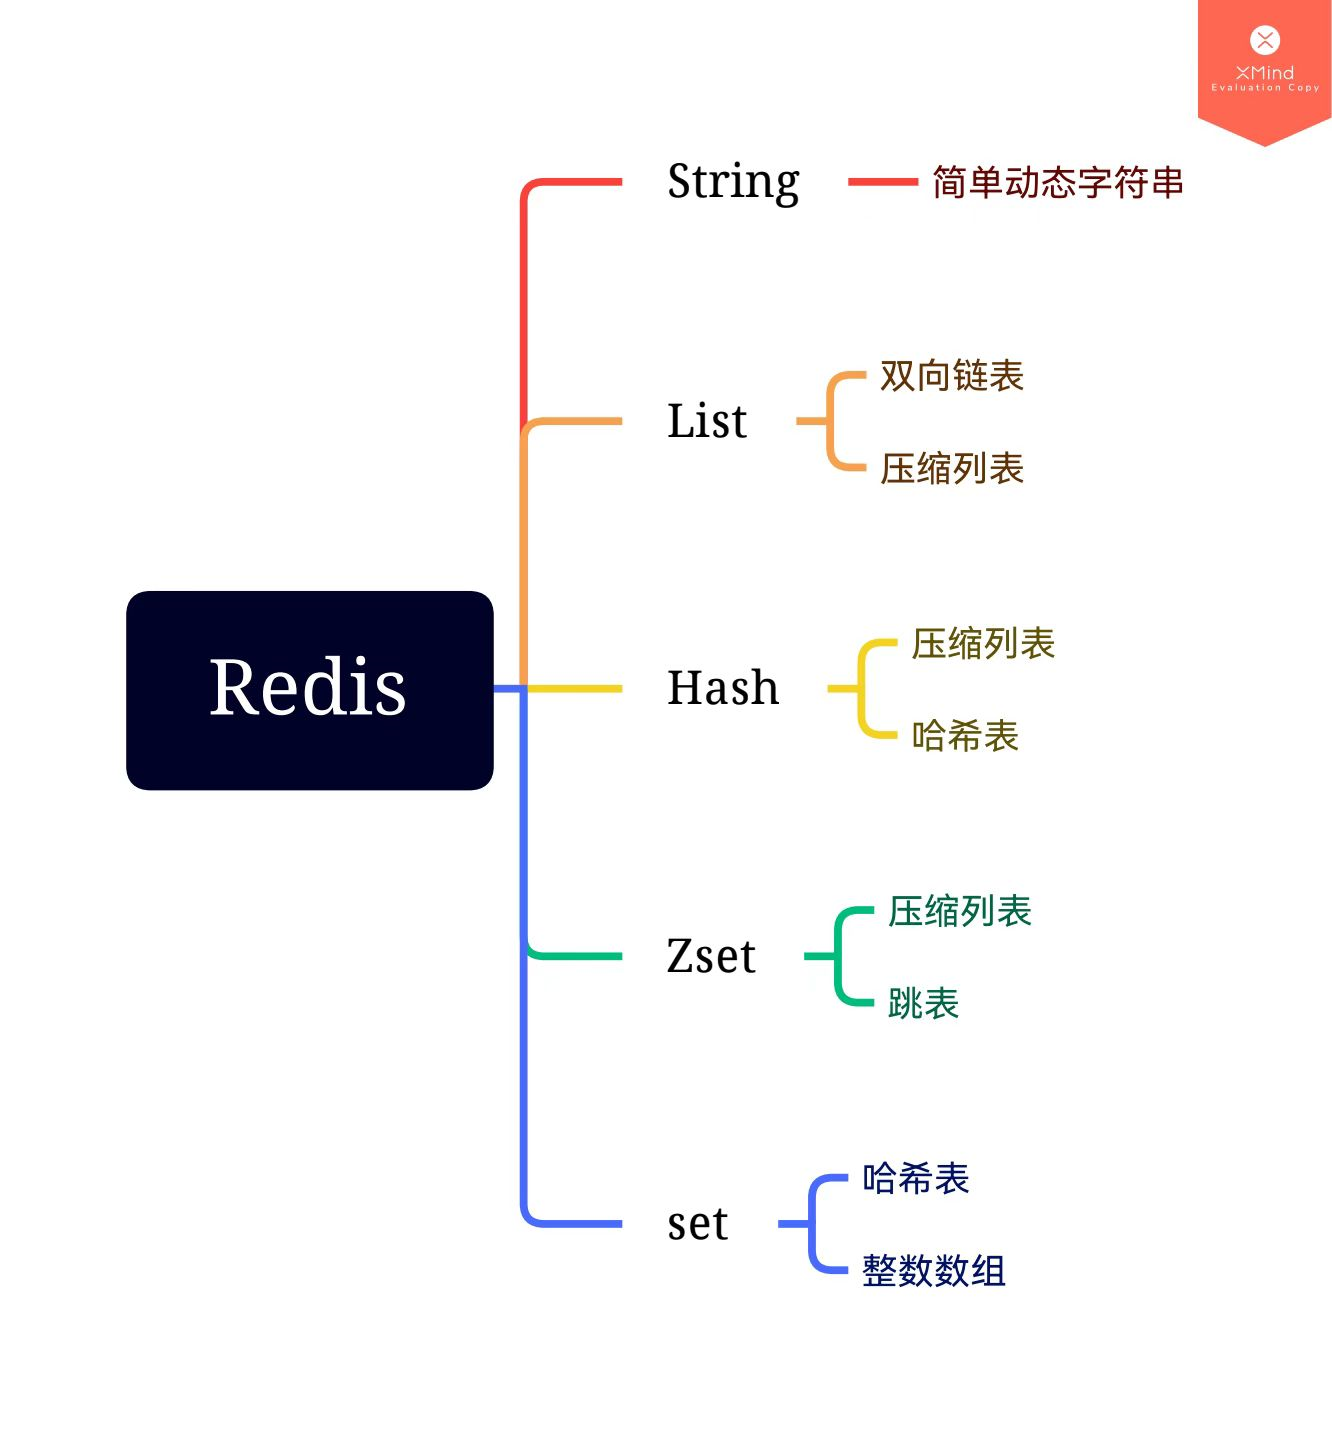 XMind
Evaluation Copy
String
简单动态字符串
List
双向链表
压缩列表
Redis
Hash
压缩列表
哈希表
Zset
压缩列表
跳表
set
哈希表
整数数组